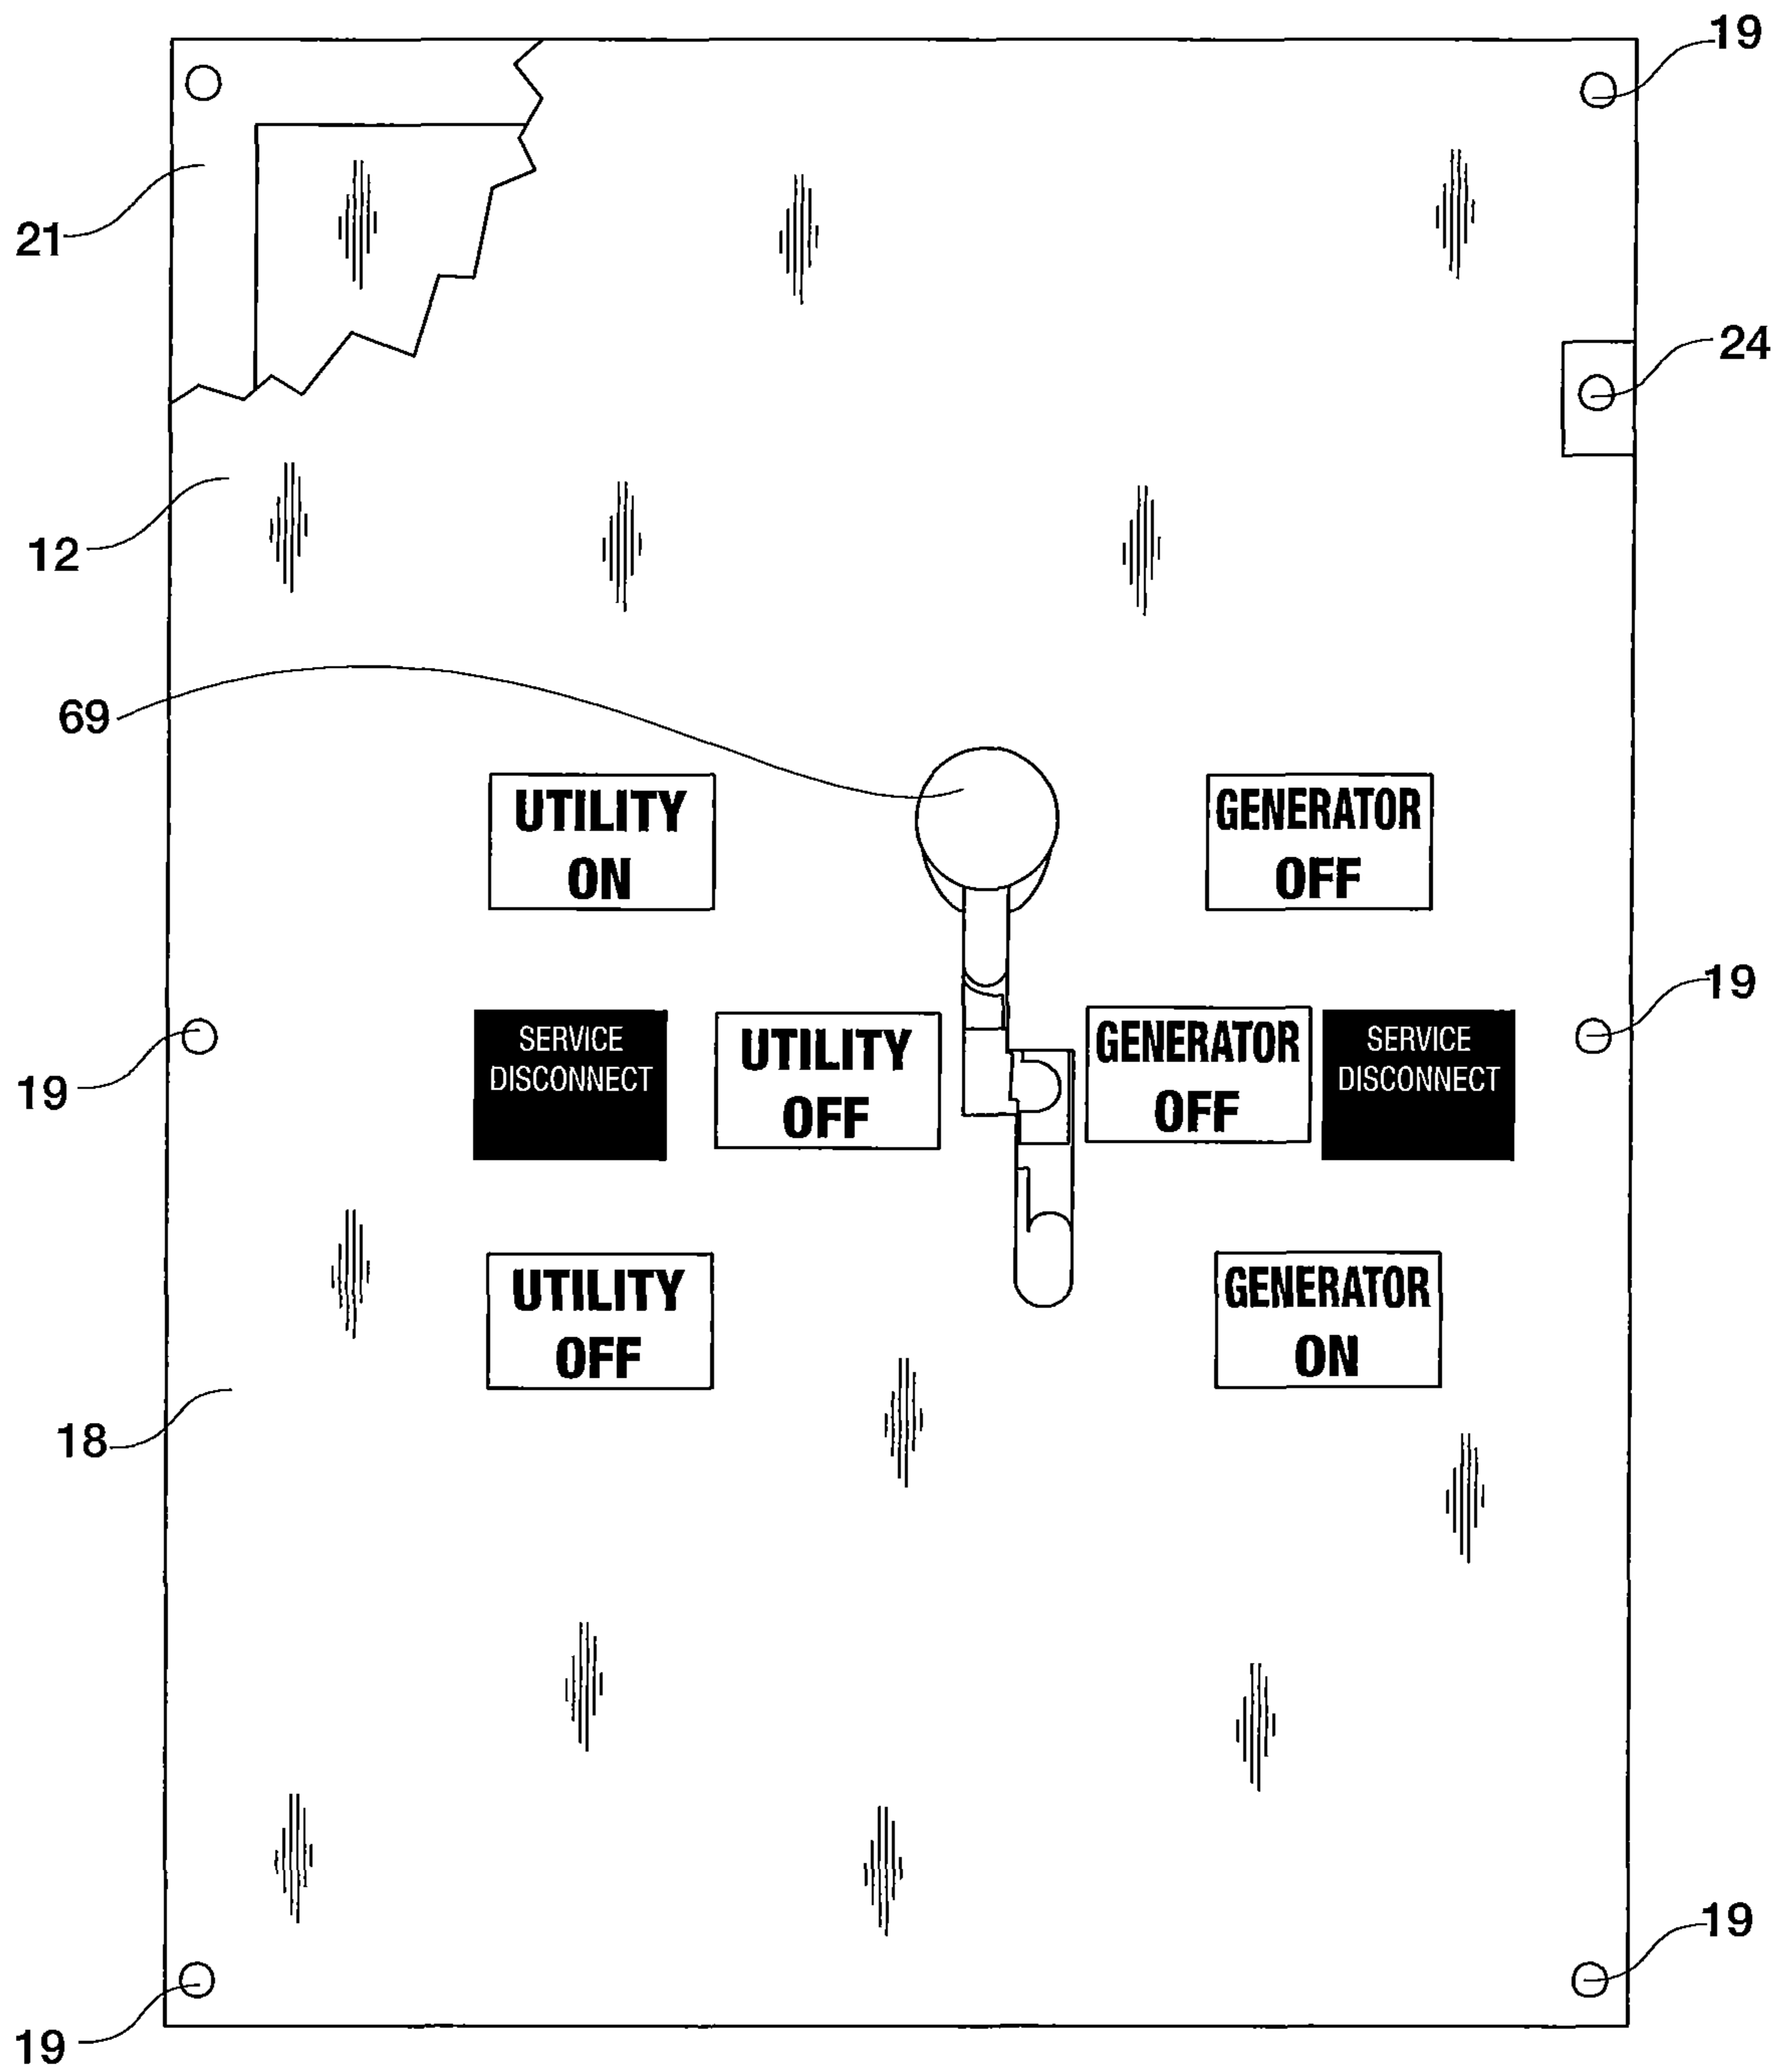 19
21
24
12
69
UTILITY
ON
GENERATOR
OFF
19
SERVICE
DISCONNECT
UTILITY
OFF
GENERATOR
OFF
SERVICE
DISCONNECT
19
UTILITY
OFF
GENERATOR
ON
18
19
19